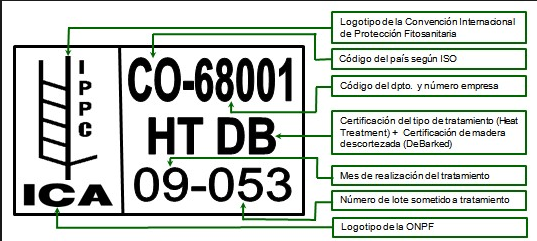 I
P
P
C
ICA
CO-68001
HT DB
09-053
Logotipo de la Convención Internacional
de Protección Fitosanitaria
Código del país según ISO
Código del dpto. y número empresa
Certificación del tipo de tratamiento (Heat
Treatment) + Certificación de madera
descortezada (DeBarked)
Mes de realización del tratamiento
Número de lote sometido a tratamiento
Logotipo de la ONPF